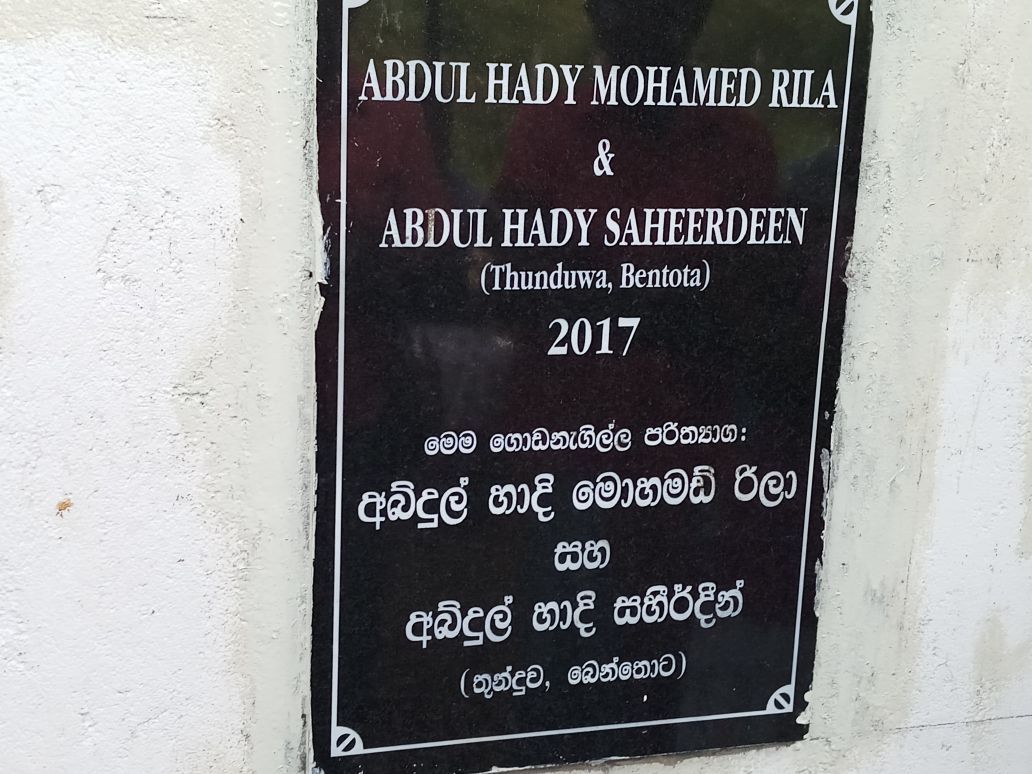 ABDUL HADY MOHAMED RILA
&
ABDUL HADY SAHEERDEEN
(Thunduwa, Bentota)
2017
මෙම ගොඩනැගිල්ල පරිත්‍යාග:
අබ්දුල් හාදි මොහමඩ් රිලා
සහ
අබ්දුල් හාදි සහීර්දීන්
(තුන්දුව, බෙන්තොට)